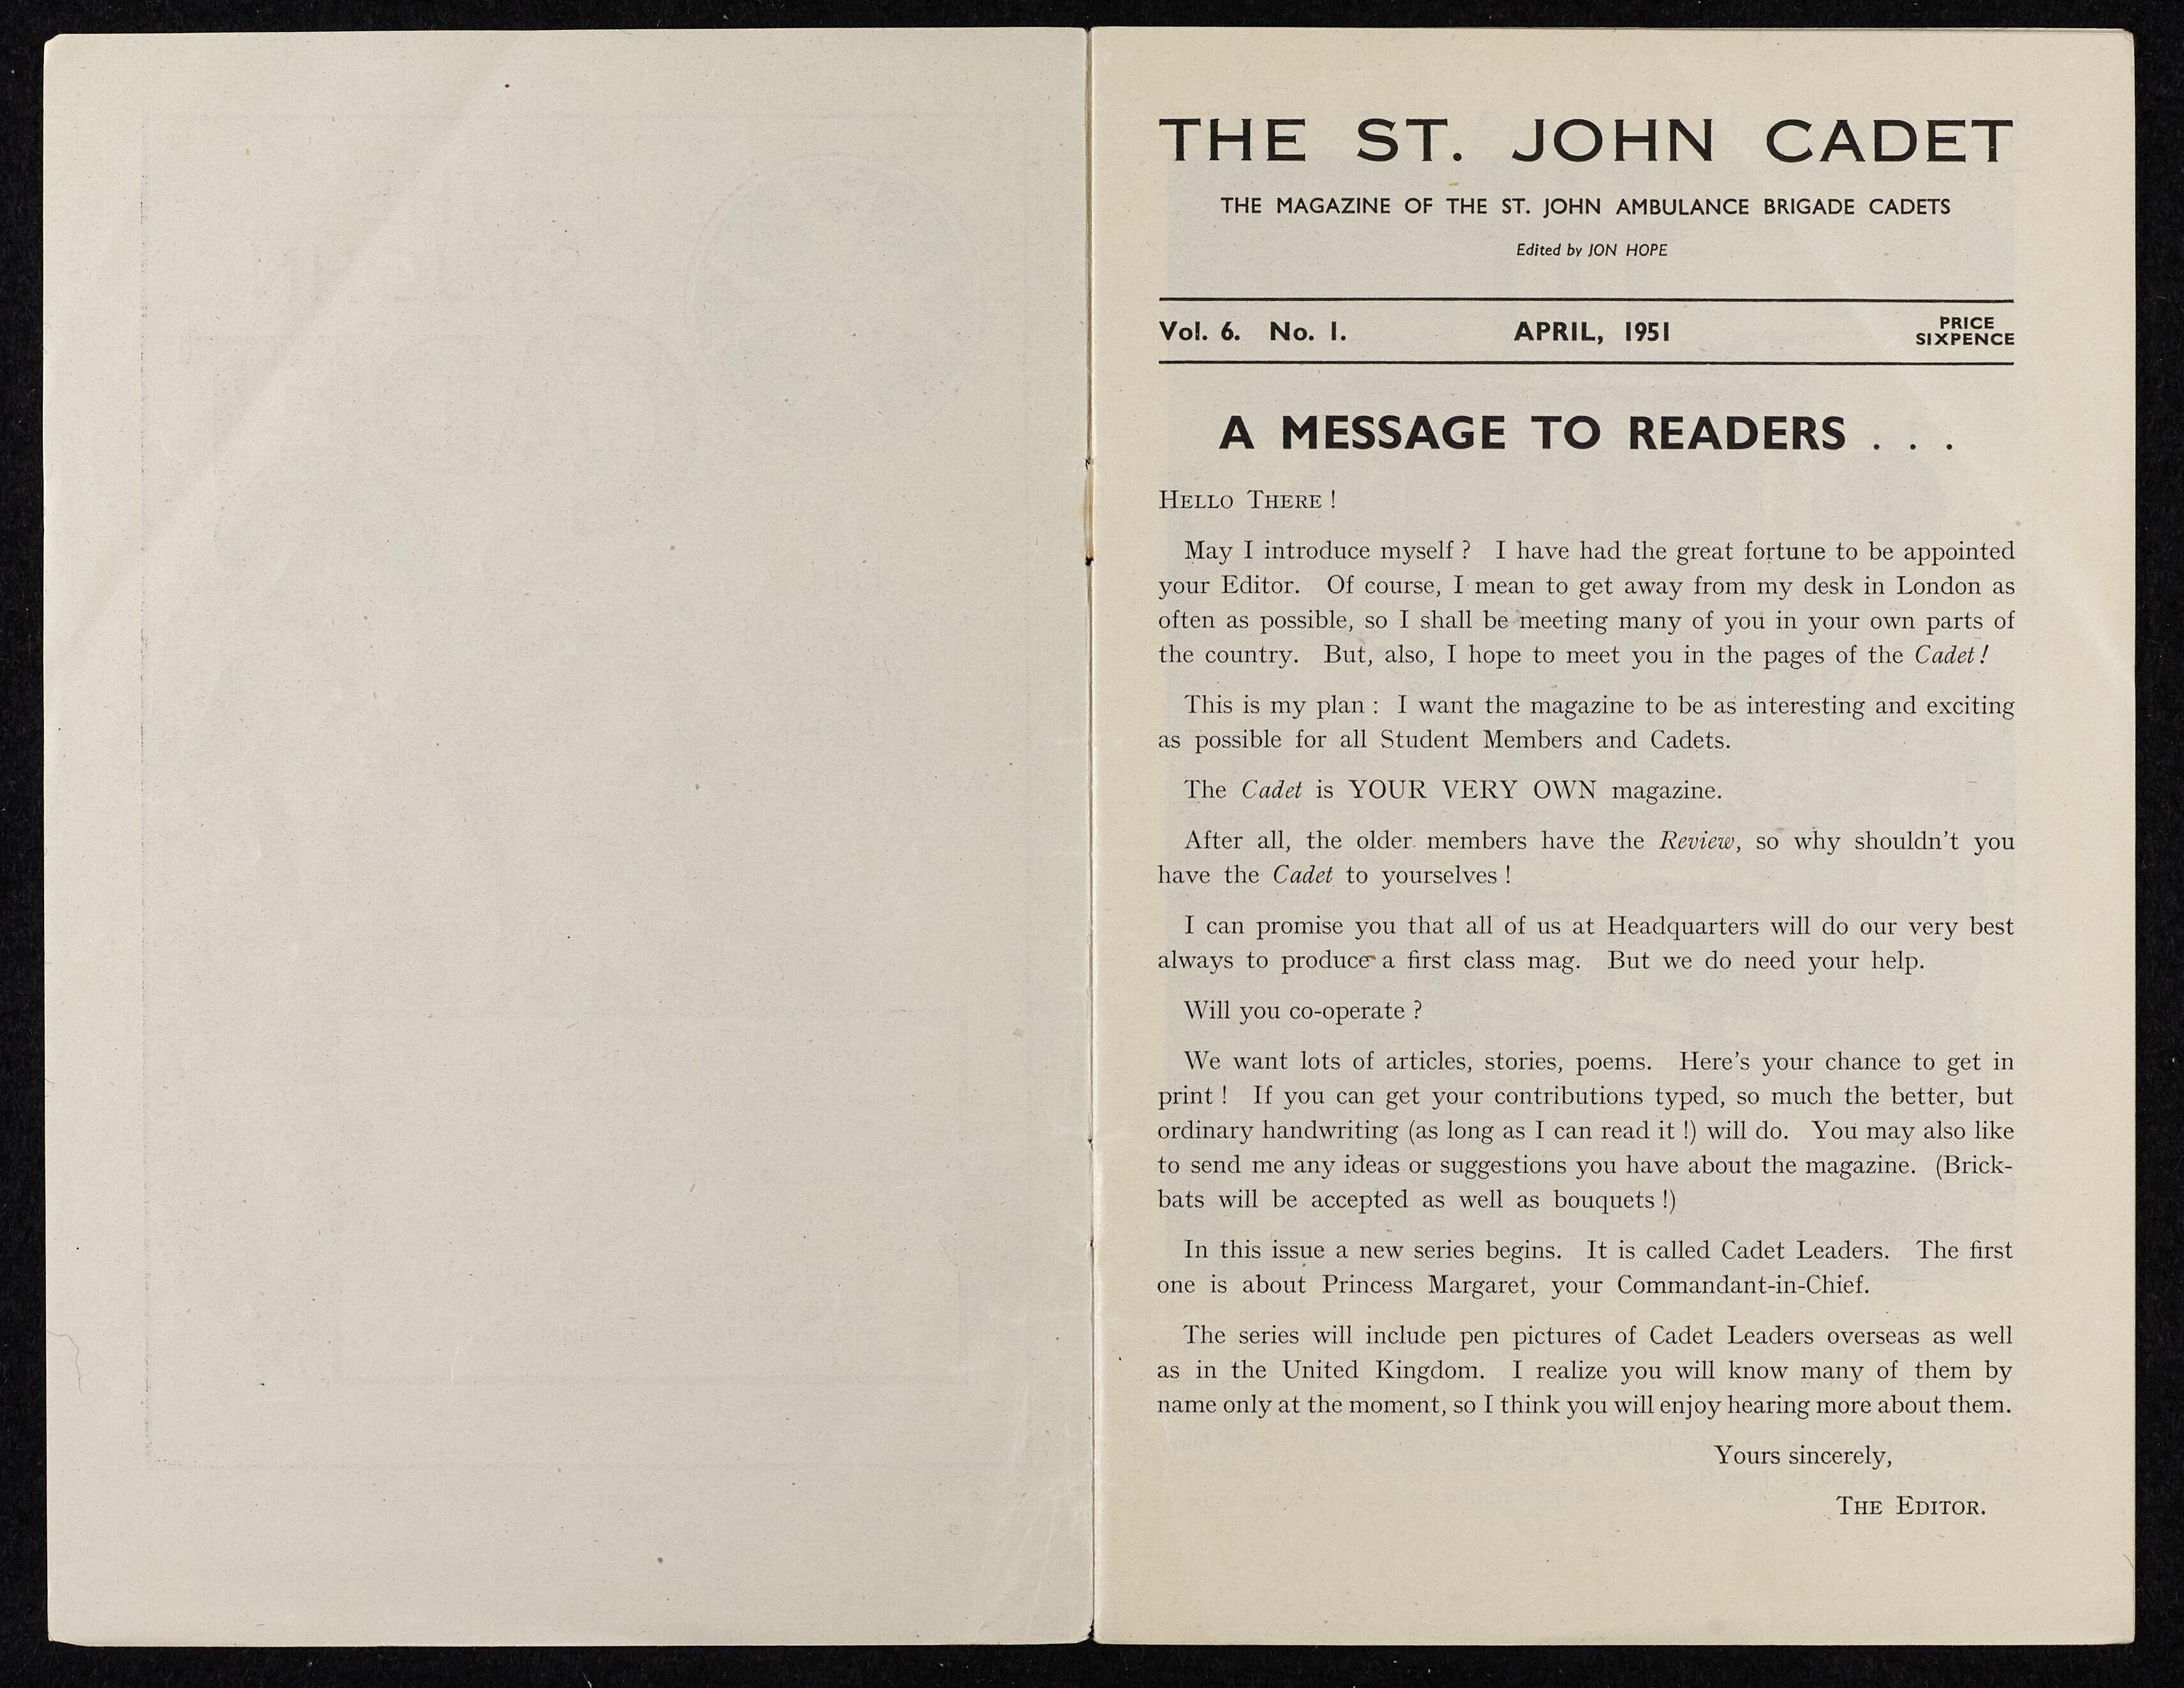 THE ST. JOHN CADET
THE MAGAZINE OF THE ST. JOHN AMBULANCE BRIGADE CADETS
Edited by JON HOPE
Vol. 6. No. 1. APRIL, 1951 PRICE
SIXPENCE
A MESSAGE TO READERS . . .
HELLO THERE !
May I introduce myself ? I have had the great fortune to be appointed
your Editor. Of course, I mean to get away from my desk in London as
often as possible, so I shall be meeting many of you in your own parts of
the country. But, also, I hope to meet you in the pages of the Cadet!
This is my plan : I want the magazine to be as interesting and exciting
as possible for all Student Members and Cadets.
The Cadet is YOUR VERY OWN magazine.
After all, the older members have the Review, so why shouldn't you
have the Cadet to yourselves !
I can promise you that all of us at Headquarters will do our very best
always to produce a first class mag. But we do need your help.
Will you co-operate ?
We want lots of articles, stories, poems. Here's your chance to get in
print ! If you can get your contributions typed, so much the better, but
ordinary handwriting (as long as I can read it !) will do. You may also like
to send me any ideas or suggestions you have about the magazine. (Brick-
bats will be accepted as well as bouquets !)
In this issue a new series begins. It is called Cadet Leaders. The first
one is about Princess Margaret, your Commandant-in-Chief.
The series will include pen pictures of Cadet Leaders overseas as well
as in the United Kingdom. I realize you will know many of them by
name only at the moment, so I think you will enjoy hearing more about them.
Yours sincerely,
THE EDITOR.